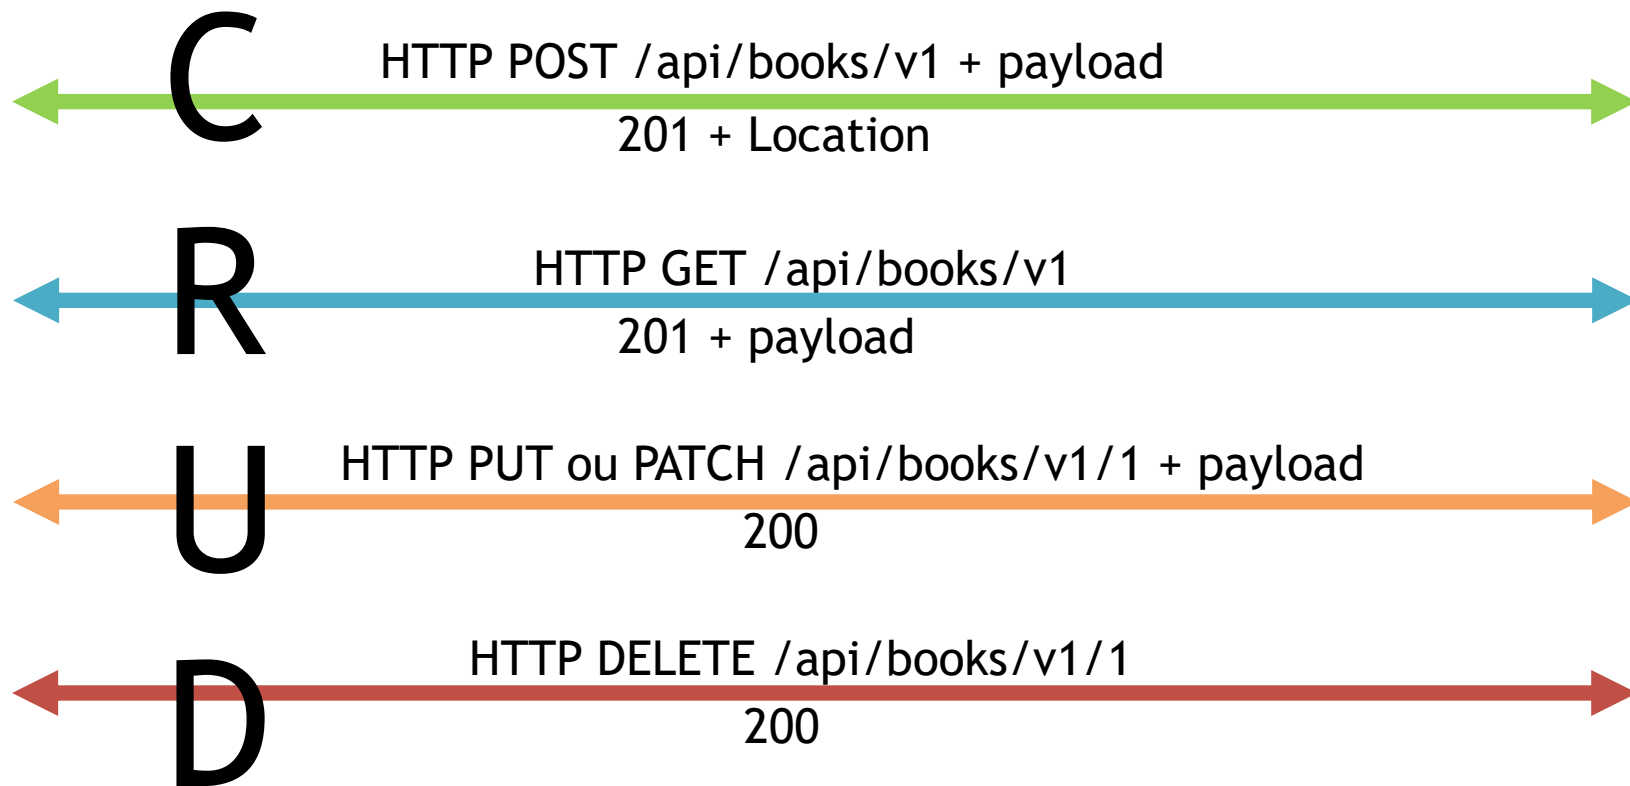 C
HTTP POST /api/books/v1 + payload
201 + Location
R
HTTP GET /api/books/v1
201 + payload
U
HTTP PUT ou PATCH /api/books/v1/1 + payload
200
D
HTTP DELETE /api/books/v1/1
200